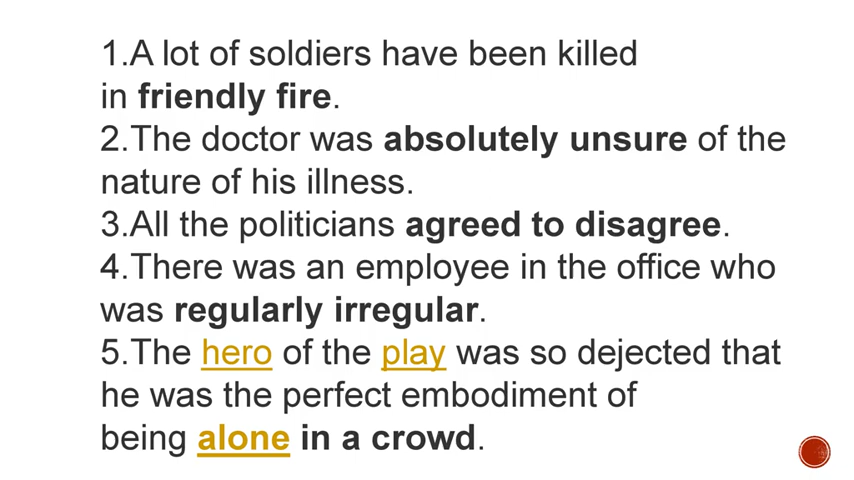 1.A lot of soldiers have been killed
in friendly fire.
2.The doctor was absolutely unsure of the
nature of his illness.
3.All the politicians agreed to disagree.
4.There was an employee in the office who
was regularly irregular.
5.The hero of the play was so dejected that
he was the perfect embodiment of
being alone in a crowd.